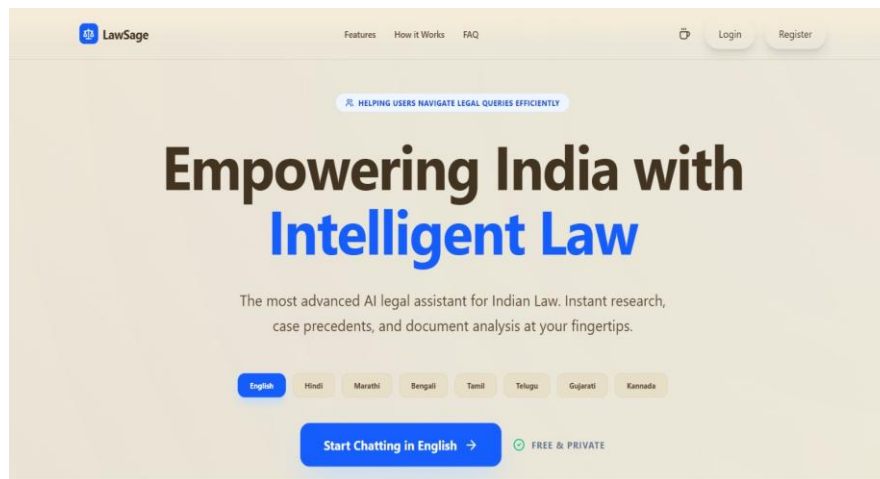 LawSage
Features How it Works FAQ
Login Register
HELPING USERS NAVIGATE LEGAL QUERIES EFFICIENTLY
Empowering India with
Intelligent Law
The most advanced AI legal assistant for Indian Law. Instant research,
case precedents, and document analysis at your fingertips.
English Hindi Marathi Bengali Tamil Telugu Gujarati Kannada
Start Chatting in English → FREE & PRIVATE